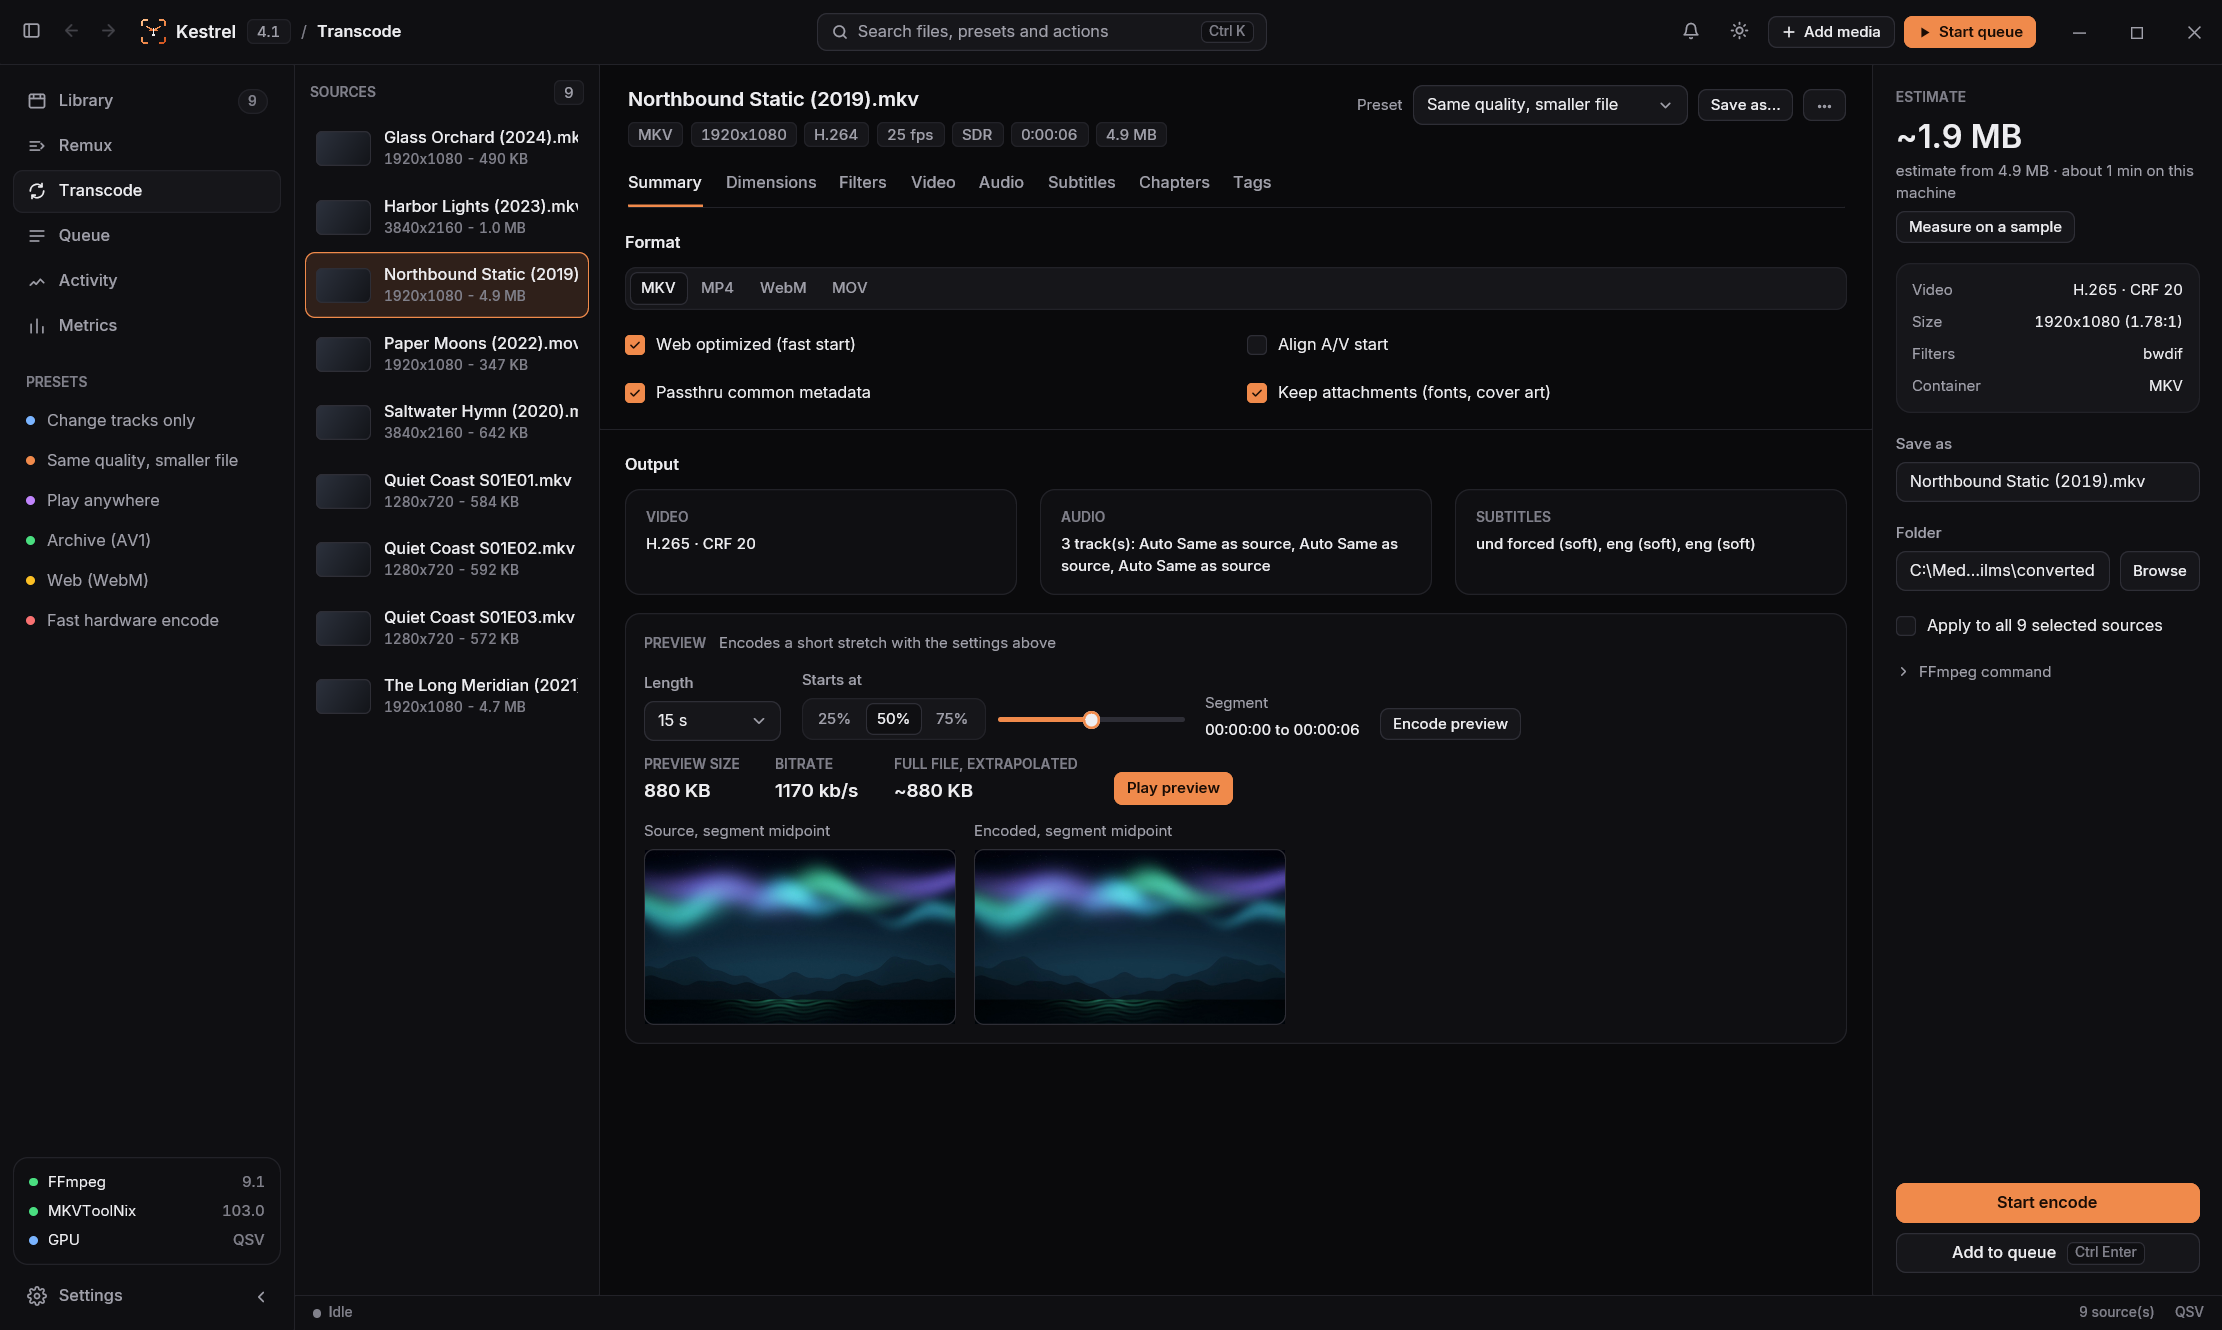 Kestrel 4.1 / Transcode
Search files, presets and actions Ctrl K
Add media
Start queue
Library 9
Remux
Transcode
Queue
Activity
Metrics
PRESETS
Change tracks only
Same quality, smaller file
Play anywhere
Archive (AV1)
Web (WebM)
Fast hardware encode
FFmpeg 9.1
MKVToolNix 103.0
GPU QSV
Settings
SOURCES 9
Glass Orchard (2024).mk
1920x1080 - 490 KB
Harbor Lights (2023).mkv
3840x2160 - 1.0 MB
Northbound Static (2019)
1920x1080 - 4.9 MB
Paper Moons (2022).mov
1920x1080 - 347 KB
Saltwater Hymn (2020).m
3840x2160 - 642 KB
Quiet Coast S01E01.mkv
1280x720 - 584 KB
Quiet Coast S01E02.mkv
1280x720 - 592 KB
Quiet Coast S01E03.mkv
1280x720 - 572 KB
The Long Meridian (2021)
1920x1080 - 4.7 MB
Northbound Static (2019).mkv
MKV 1920x1080 H.264 25 fps SDR 0:00:06 4.9 MB
Preset Same quality, smaller file Save as... ...
Summary Dimensions Filters Video Audio Subtitles Chapters Tags
Format
MKV MP4 WebM MOV
Web optimized (fast start)
Align A/V start
Passthru common metadata
Keep attachments (fonts, cover art)
Output
VIDEO
H.265 · CRF 20
AUDIO
3 track(s): Auto Same as source, Auto Same as
source, Auto Same as source
SUBTITLES
und forced (soft), eng (soft), eng (soft)
PREVIEW Encodes a short stretch with the settings above
Length
15 s
Starts at
25% 50% 75%
Segment
00:00:00 to 00:00:06
Encode preview
PREVIEW SIZE
880 KB
BITRATE
1170 kb/s
FULL FILE, EXTRAPOLATED
~880 KB
Play preview
Source, segment midpoint
Encoded, segment midpoint
ESTIMATE
~1.9 MB
estimate from 4.9 MB · about 1 min on this
machine
Measure on a sample
Video H.265 · CRF 20
Size 1920x1080 (1.78:1)
Filters bwdif
Container MKV
Save as
Northbound Static (2019).mkv
Folder
C:\Med...ilms\converted Browse
Apply to all 9 selected sources
FFmpeg command
Start encode
Add to queue Ctrl Enter
Idle
9 source(s) QSV